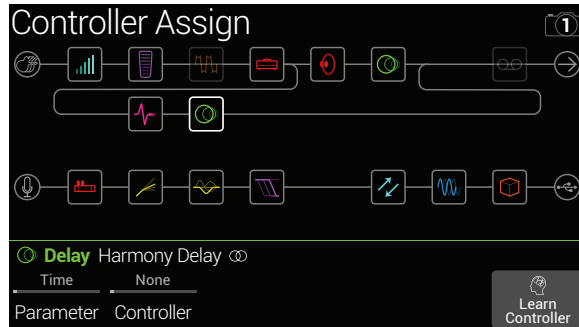 Controller Assign
1
Delay Harmony Delay
Time None
Parameter Controller
Learn
Controller